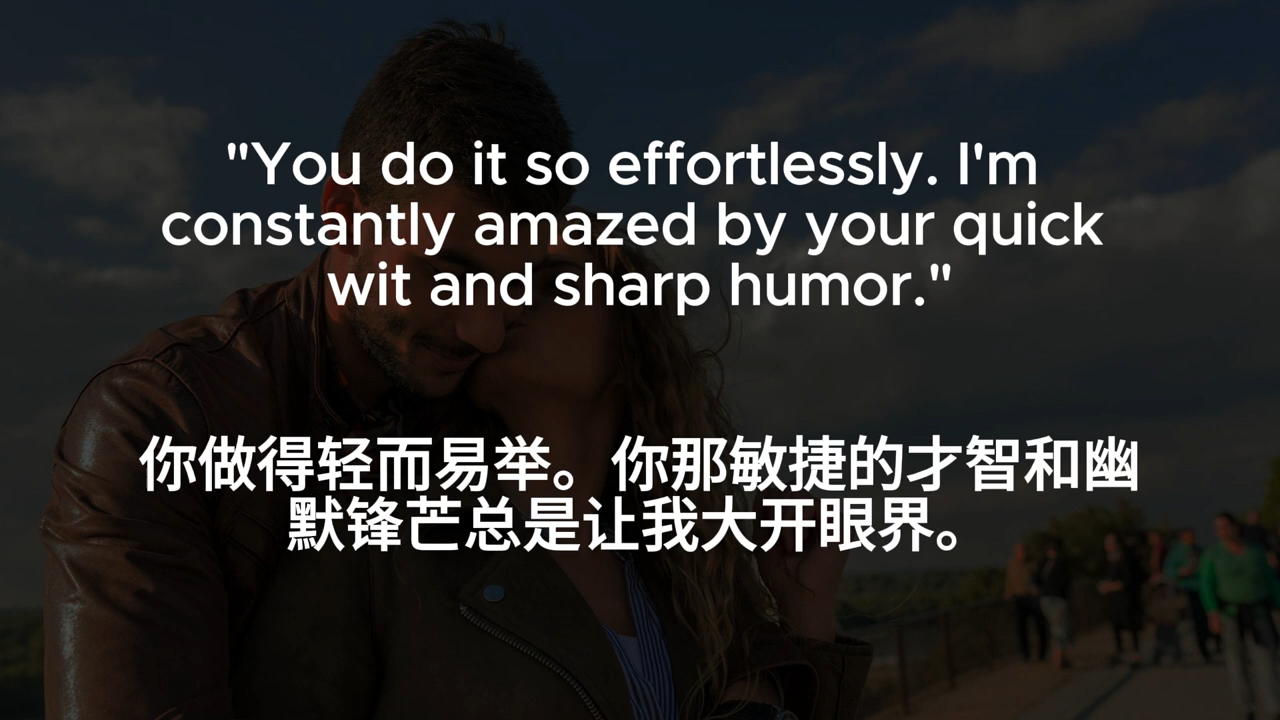 "You do it so effortlessly. I'm
constantly amazed by your quick
wit and sharp humor."
你做得轻而易举。你那敏捷的才智和幽
默锋芒总是让我大开眼界。